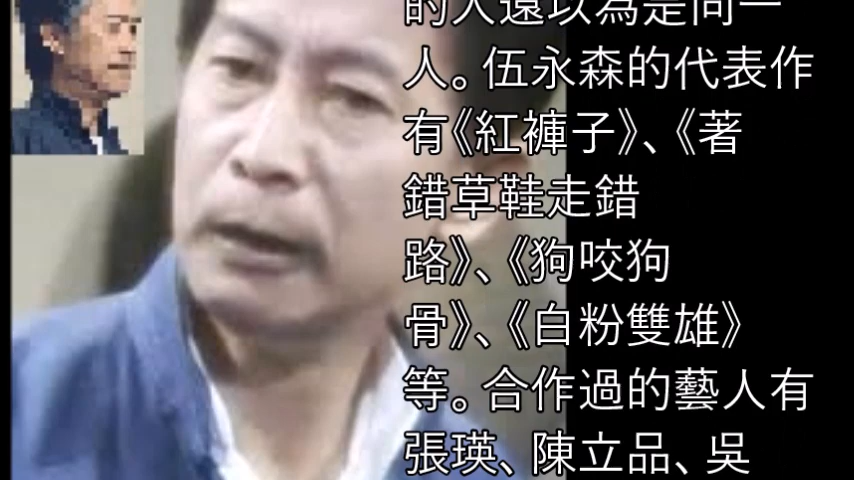 的人還以為是同一
人。伍永森的代表作
有《紅褲子》、《著
錯草鞋走錯
路》、《狗咬狗
骨》、《白粉雙雄》
等。合作過的藝人有
張瑛、陳立品、吳